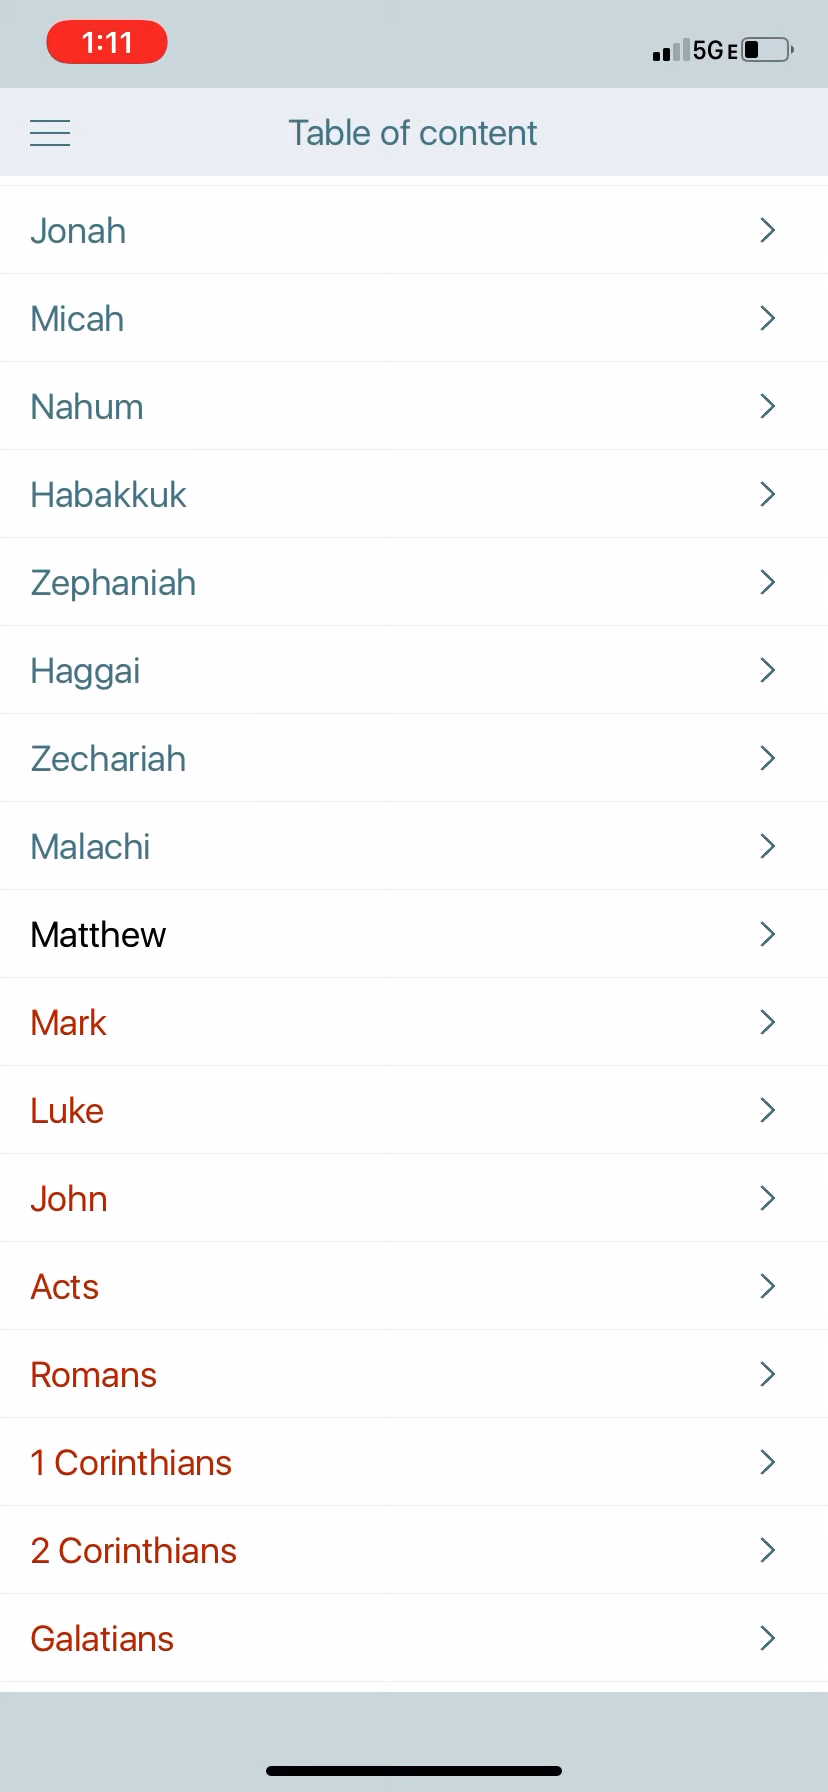 1:11
5GE
Table of content
Jonah
Micah
Nahum
Habakkuk
Zephaniah
Haggai
Zechariah
Malachi
Matthew
Mark
Luke
John
Acts
Romans
1 Corinthians
2 Corinthians
Galatians